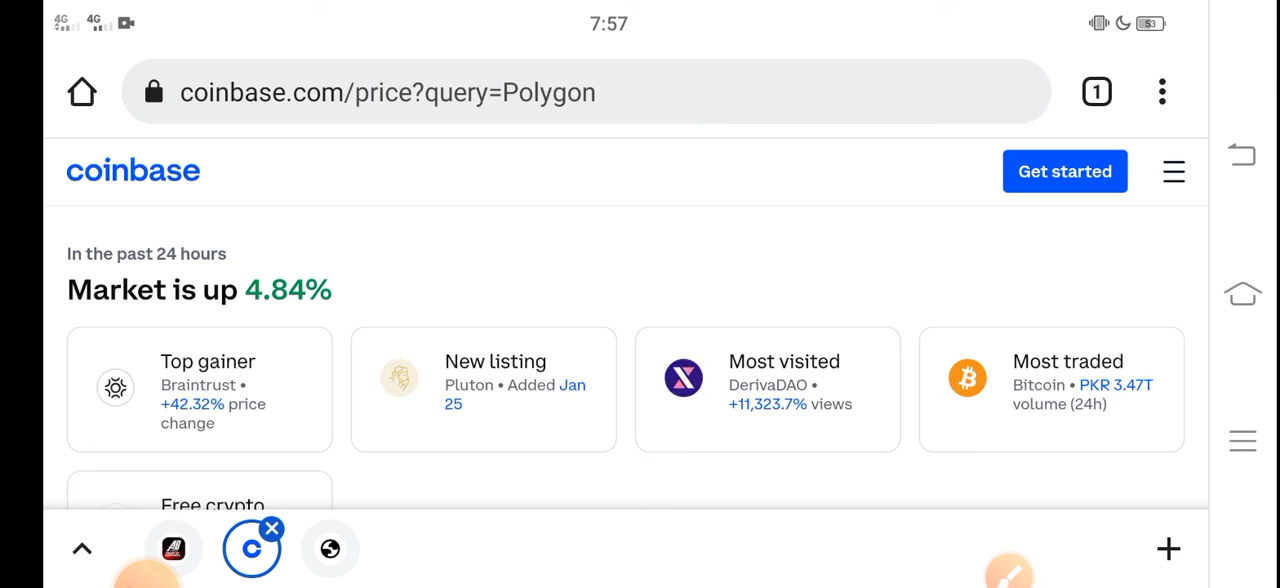 4G 4G 7:57 53
coinbase.com/price?query=Polygon 1
coinbase Get started
In the past 24 hours
Market is up 4.84%
Top gainer
Braintrust •
+42.32% price
change
New listing
Pluton • Added Jan
25
Most visited
DerivaDAO •
+11,323.7% views
Most traded
Bitcoin • PKR 3.47T
volume (24h)
Free crypto